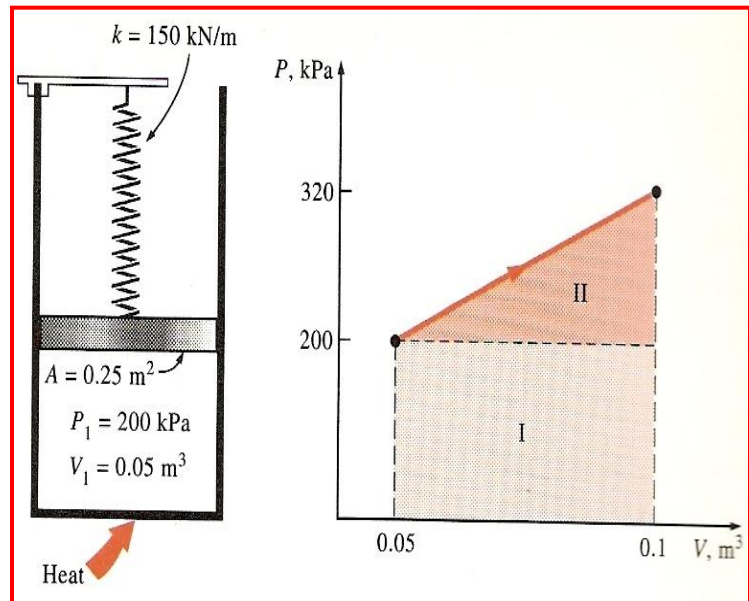 k = 150 kN/m
A = 0.25 m²
P₁ = 200 kPa
V₁ = 0.05 m³
Heat
P, kPa
320
200
II
I
0.05
0.1
V, m³